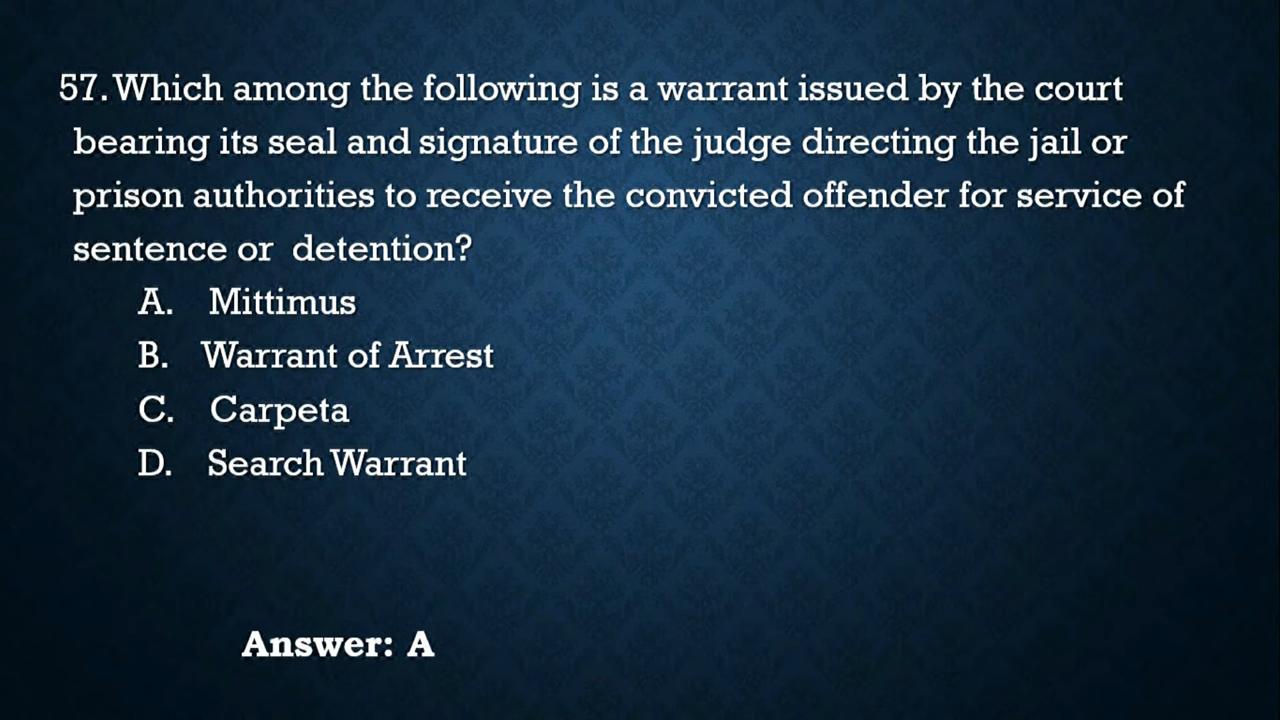 57. Which among the following is a warrant issued by the court
bearing its seal and signature of the judge directing the jail or
prison authorities to receive the convicted offender for service of
sentence or detention?
A. Mittimus
B. Warrant of Arrest
C. Carpeta
D. Search Warrant
Answer: A